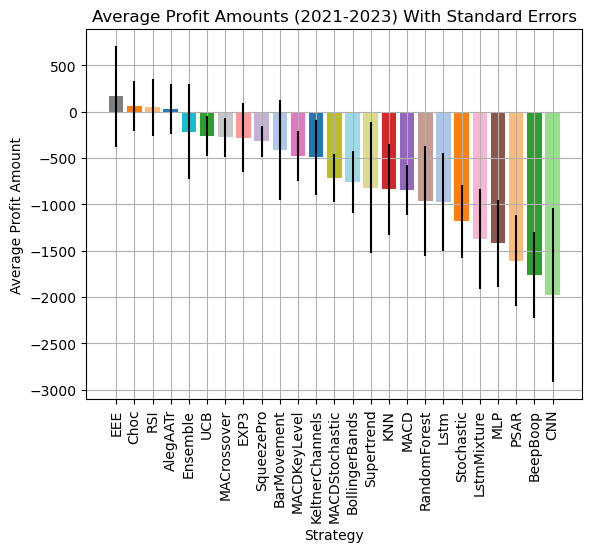 Average Profit Amounts (2021-2023) With Standard Errors
Average Profit Amount
500
0
−500
−1000
−1500
−2000
−2500
−3000
EEE
Choc
RSI
AlegAATr
Ensemble
UCB
MACrossover
EXP3
SqueezePro
BarMovement
MACDKeyLevel
KeltnerChannels
MACDStochastic
BollingerBands
Supertrend
KNN
MACD
RandomForest
Lstm
Stochastic
LstmMixture
MLP
PSAR
BeepBoop
CNN
Strategy